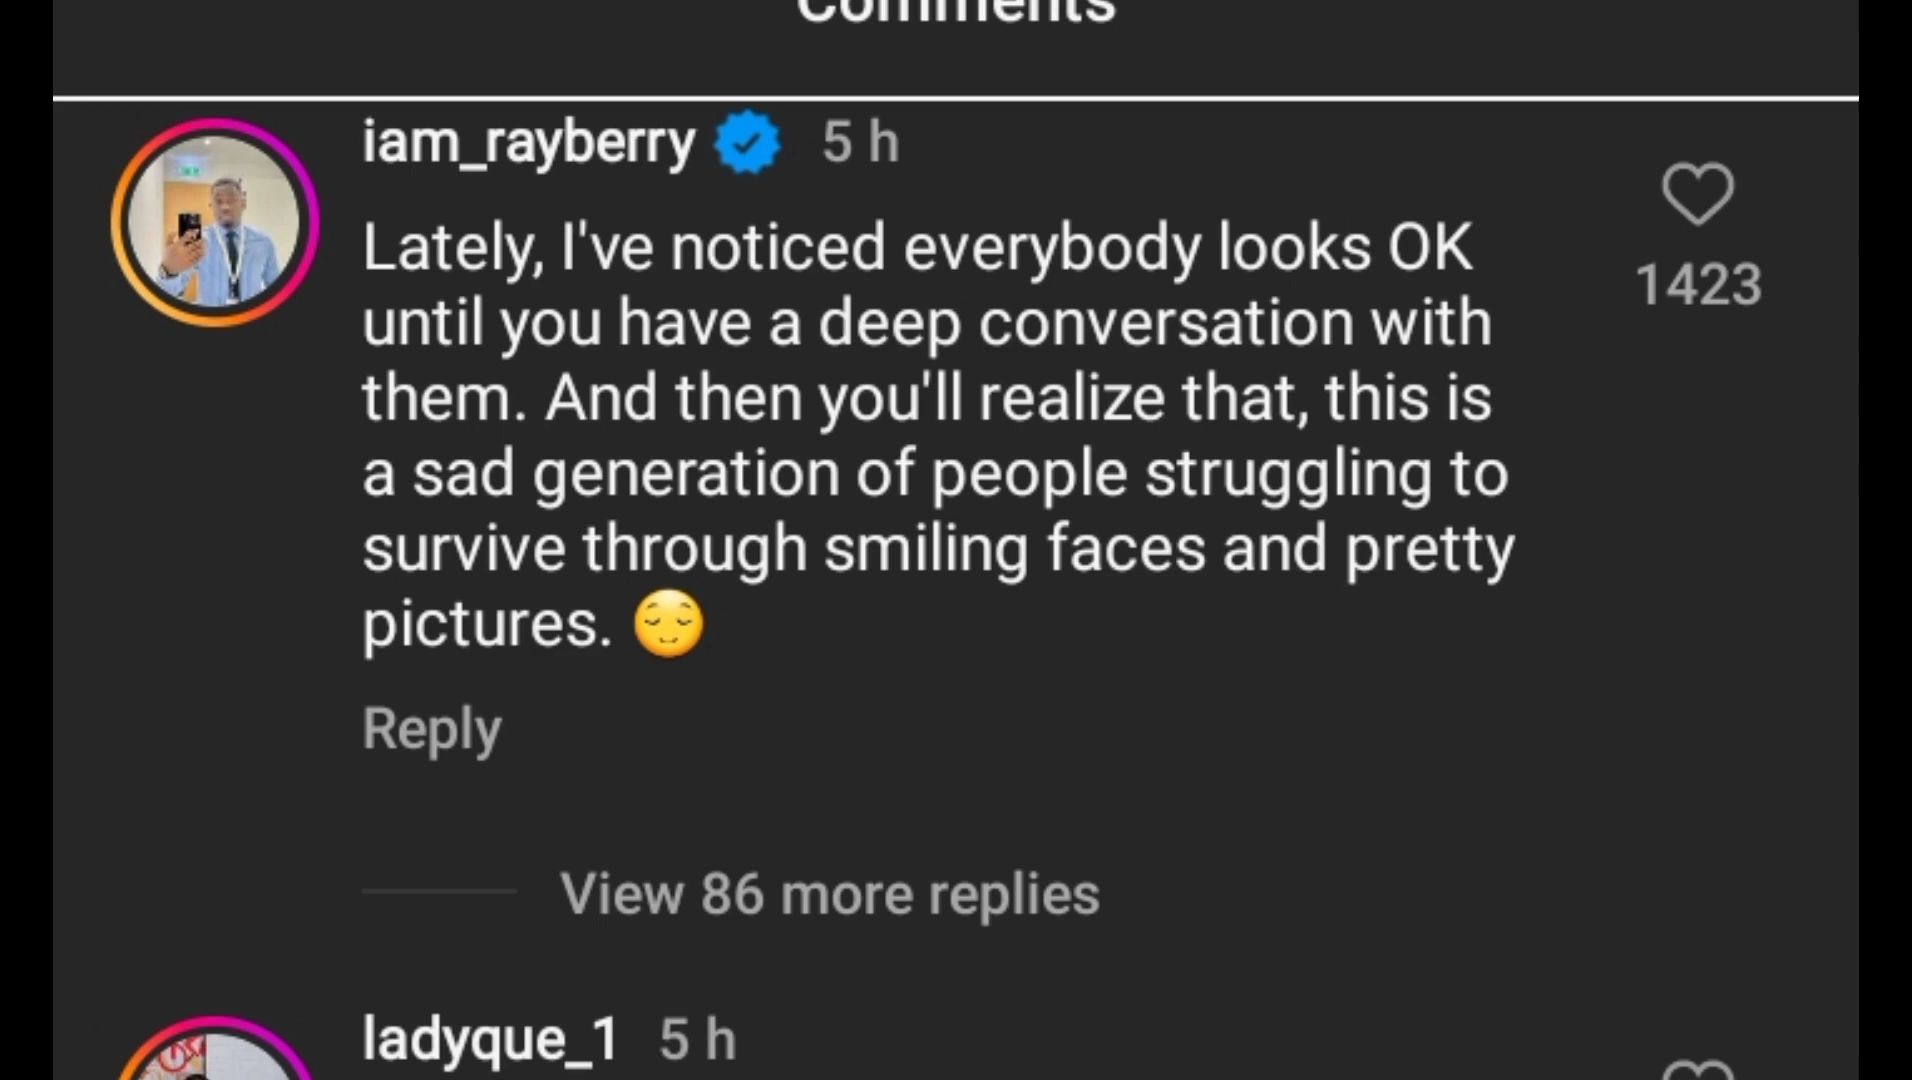 Comments
iam_rayberry 5 h
Lately, I've noticed everybody looks OK
1423
until you have a deep conversation with
them. And then you'll realize that, this is
a sad generation of people struggling to
survive through smiling faces and pretty
pictures. 😌
Reply
View 86 more replies
ladyque_1 5 h